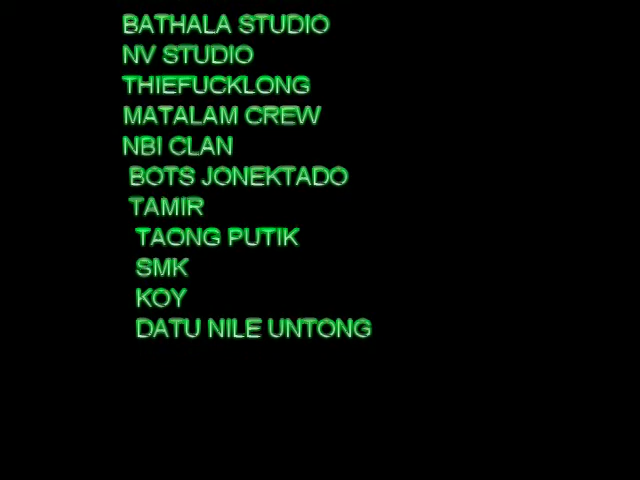 BATHALA STUDIO
NV STUDIO
THIEFUCKLONG
MATALAM CREW
NBI CLAN
BOTS JONEKTADO
TAMIR
TAONG PUTIK
SMK
KOY
DATU NILE UNTONG